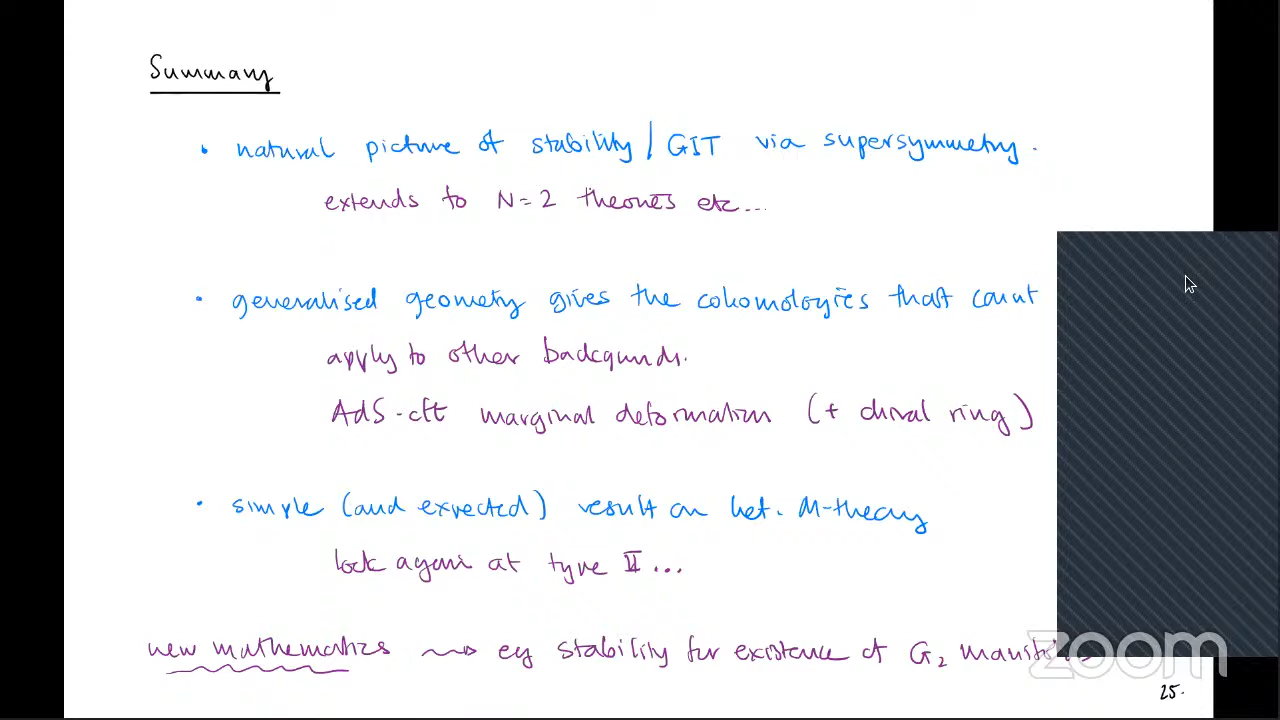 Summary
• natural picture of stability / GIT via supersymmetry.
extends to N=2 theories etc...
• generalised geometry gives the cohomologies that count
apply to other backgrounds.
AdS-cft marginal deformation (+ chiral ring)
• simple (and expected) result on het. M-theory
look again at type II...
new mathematics ⇝ eg stability for existence of G₂
zoom
25.